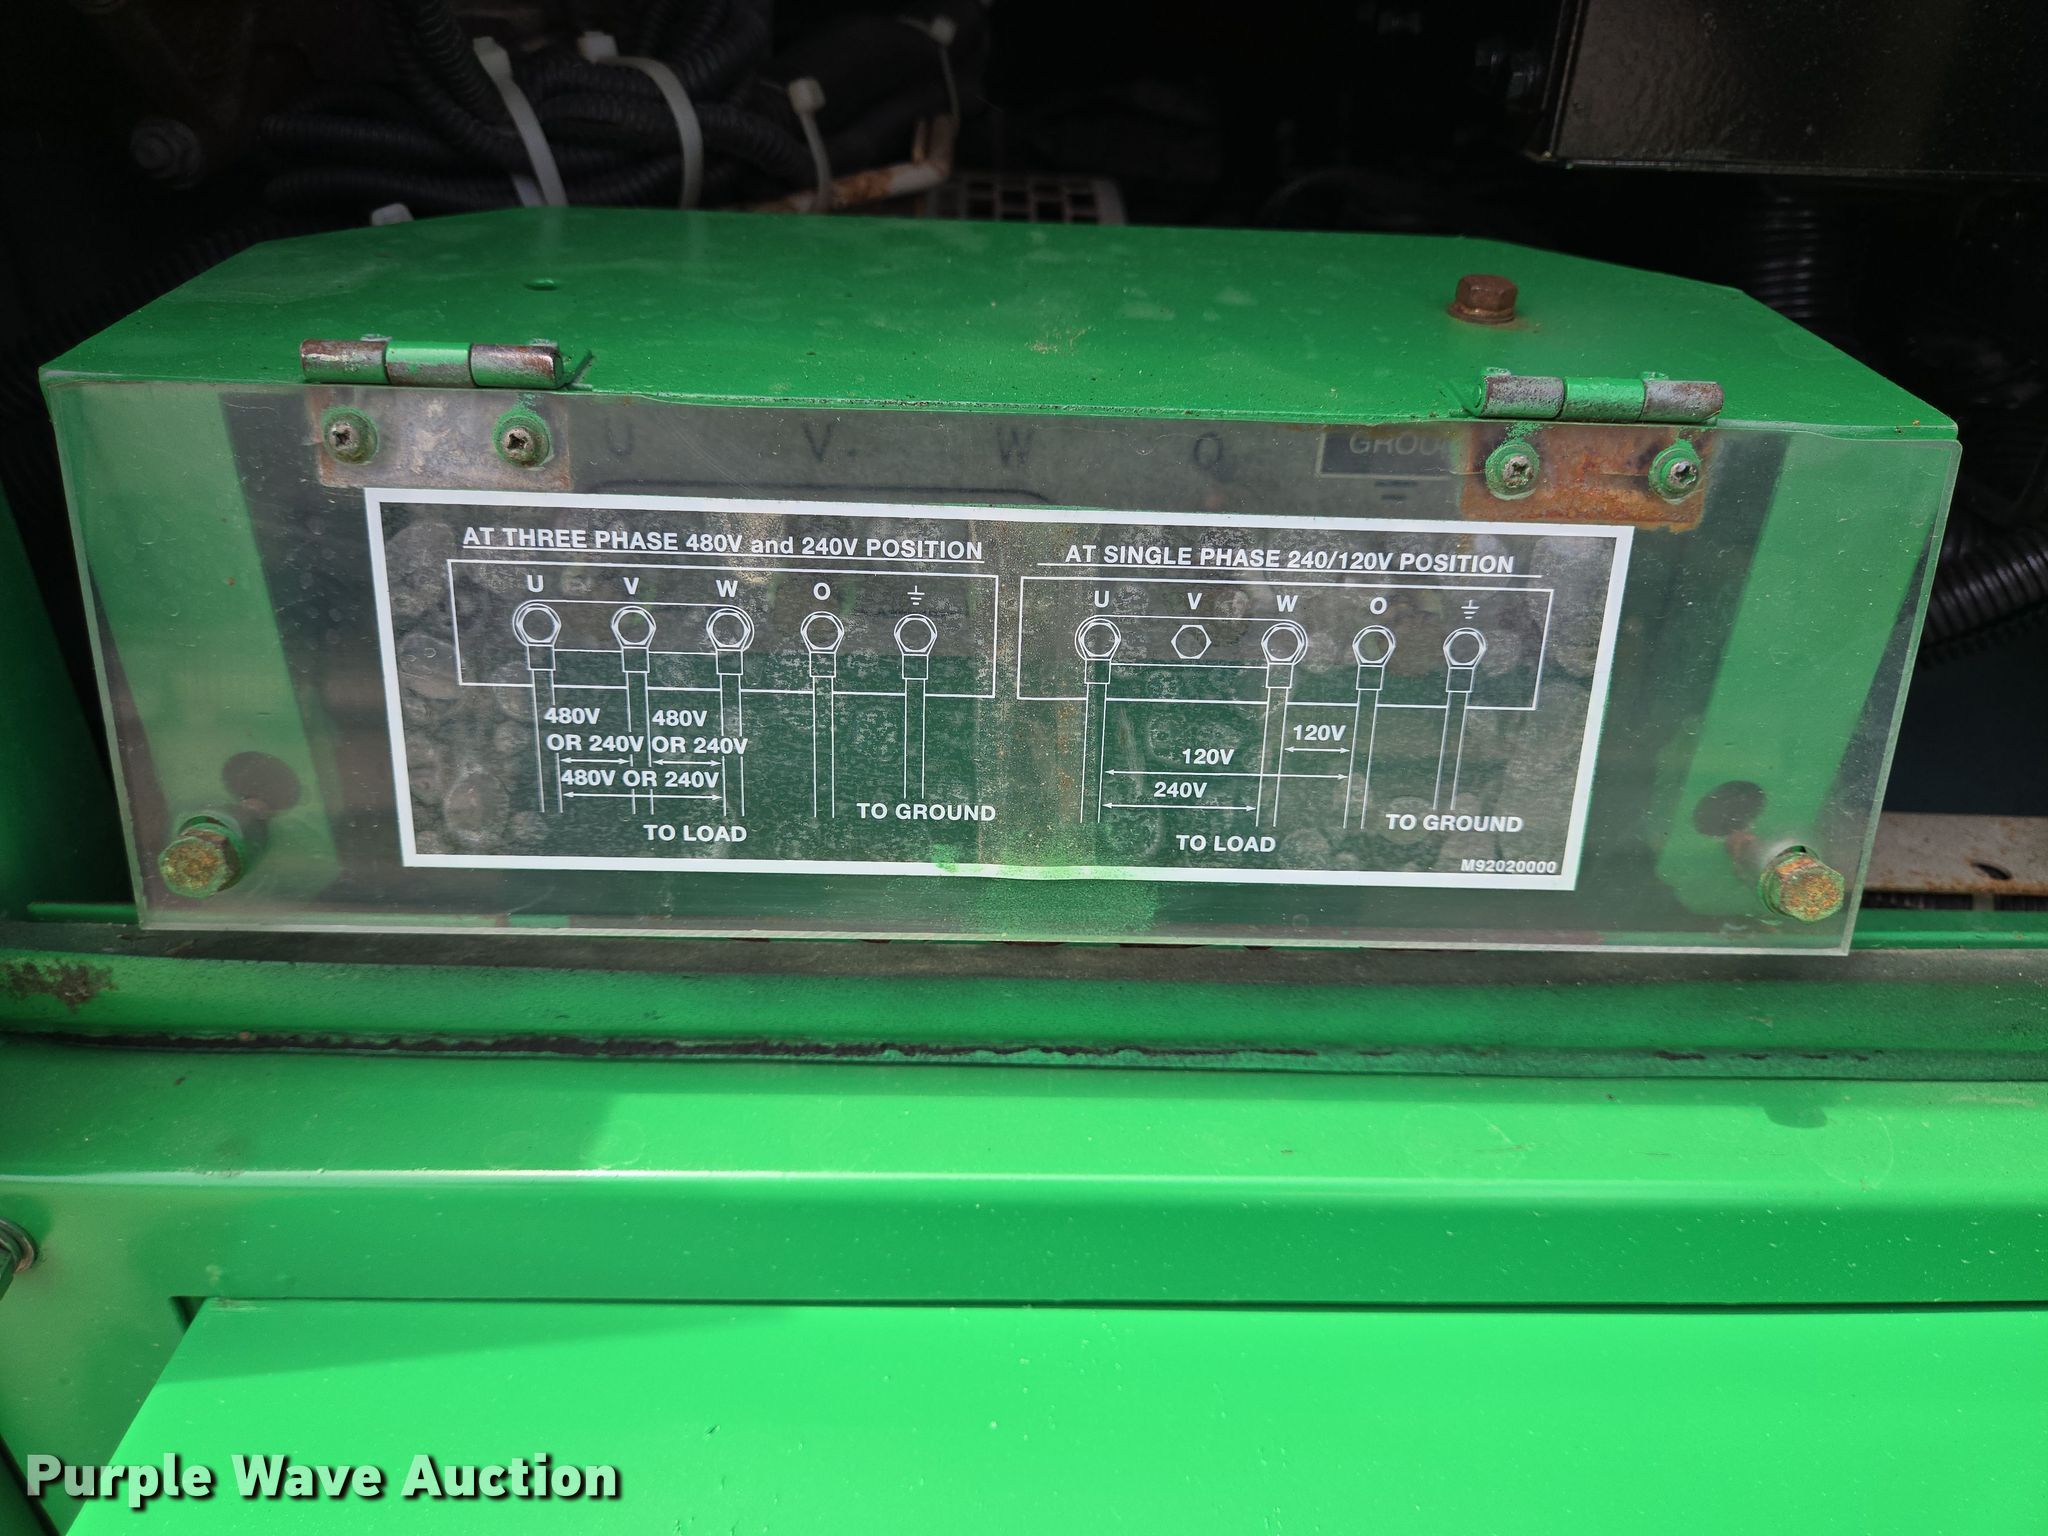 U V. W O GROU
AT THREE PHASE 480V and 240V POSITION
U V W O
480V
OR 240V
480V
OR 240V
480V OR 240V
TO LOAD
TO GROUND
AT SINGLE PHASE 240/120V POSITION
U V W O
120V
120V
240V
TO LOAD
TO GROUND
M92020000
Purple Wave Auction